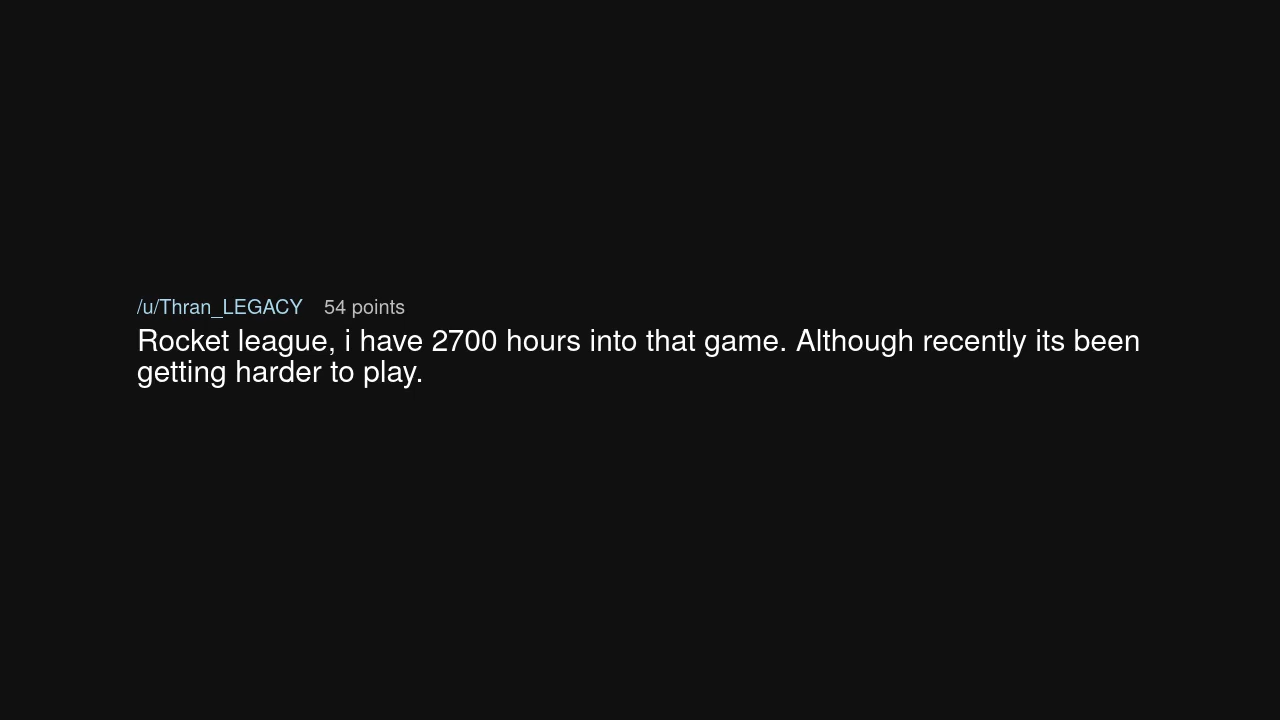 /u/Thran_LEGACY 54 points
Rocket league, i have 2700 hours into that game. Although recently its been
getting harder to play.